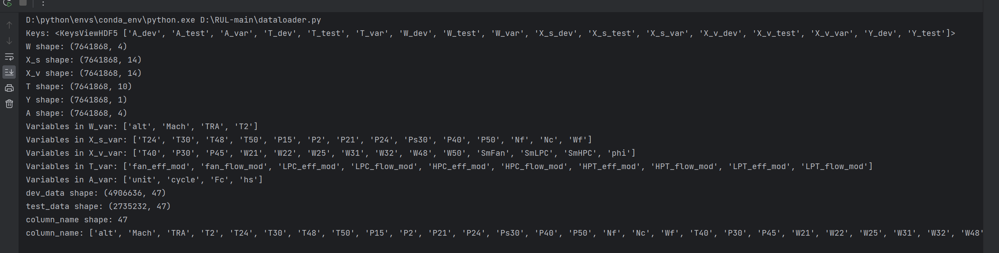 D:\python\envs\conda_env\python.exe D:\RUL-main\dataloader.py
Keys: <KeysViewHDF5 ['A_dev', 'A_test', 'A_var', 'T_dev', 'T_test', 'T_var', 'W_dev', 'W_test', 'W_var', 'X_s_dev', 'X_s_test', 'X_s_var', 'X_v_dev', 'X_v_test', 'X_v_var', 'Y_dev', 'Y_test']>
W shape: (7641868, 4)
X_s shape: (7641868, 14)
X_v shape: (7641868, 14)
T shape: (7641868, 10)
Y shape: (7641868, 1)
A shape: (7641868, 4)
Variables in W_var: ['alt', 'Mach', 'TRA', 'T2']
Variables in X_s_var: ['T24', 'T30', 'T48', 'T50', 'P15', 'P2', 'P21', 'P24', 'Ps30', 'P40', 'P50', 'Nf', 'Nc', 'Wf']
Variables in X_v_var: ['T40', 'P30', 'P45', 'W21', 'W22', 'W25', 'W31', 'W32', 'W48', 'W50', 'SmFan', 'SmLPC', 'SmHPC', 'phi']
Variables in T_var: ['fan_eff_mod', 'fan_flow_mod', 'LPC_eff_mod', 'LPC_flow_mod', 'HPC_eff_mod', 'HPC_flow_mod', 'HPT_eff_mod', 'HPT_flow_mod', 'LPT_eff_mod', 'LPT_flow_mod']
Variables in A_var: ['unit', 'cycle', 'Fc', 'hs']
dev_data shape: (4906636, 47)
test_data shape: (2735232, 47)
column_name shape: 47
column_name: ['alt', 'Mach', 'TRA', 'T2', 'T24', 'T30', 'T48', 'T50', 'P15', 'P2', 'P21', 'P24', 'Ps30', 'P40', 'P50', 'Nf', 'Nc', 'Wf', 'T40', 'P30', 'P45', 'W21', 'W22', 'W25', 'W31', 'W32', 'W48'